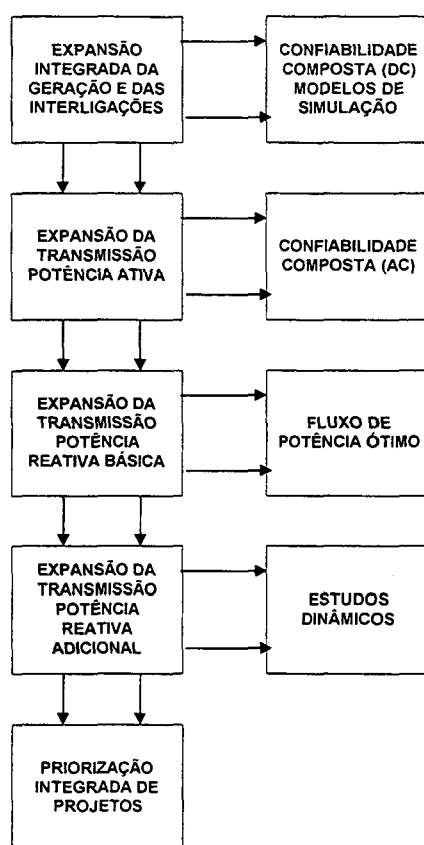 EXPANSÃO
INTEGRADA DA
GERAÇÃO E DAS
INTERLIGAÇÕES
CONFIABILIDADE
COMPOSTA (DC)
MODELOS DE
SIMULAÇÃO
EXPANSÃO DA
TRANSMISSÃO
POTÊNCIA ATIVA
CONFIABILIDADE
COMPOSTA (AC)
EXPANSÃO DA
TRANSMISSÃO
POTÊNCIA
REATIVA BÁSICA
FLUXO DE
POTÊNCIA ÓTIMO
EXPANSÃO DA
TRANSMISSÃO
POTÊNCIA
REATIVA
ADICIONAL
ESTUDOS
DINÂMICOS
PRIORIZAÇÃO
INTEGRADA DE
PROJETOS